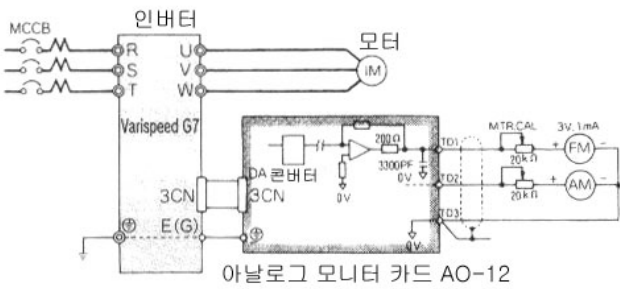 인버터
MCCB
모터
R U
S V IM
T W
Varispeed G7
M.TR.CAL 3V. 1mA
200Ω TD1
FM
DA 콘버터 3300PF 20kΩ
0V
3CN 3CN 0V TD2
AM
20kΩ
E(G) TD3
0V
아날로그 모니터 카드 AO-12